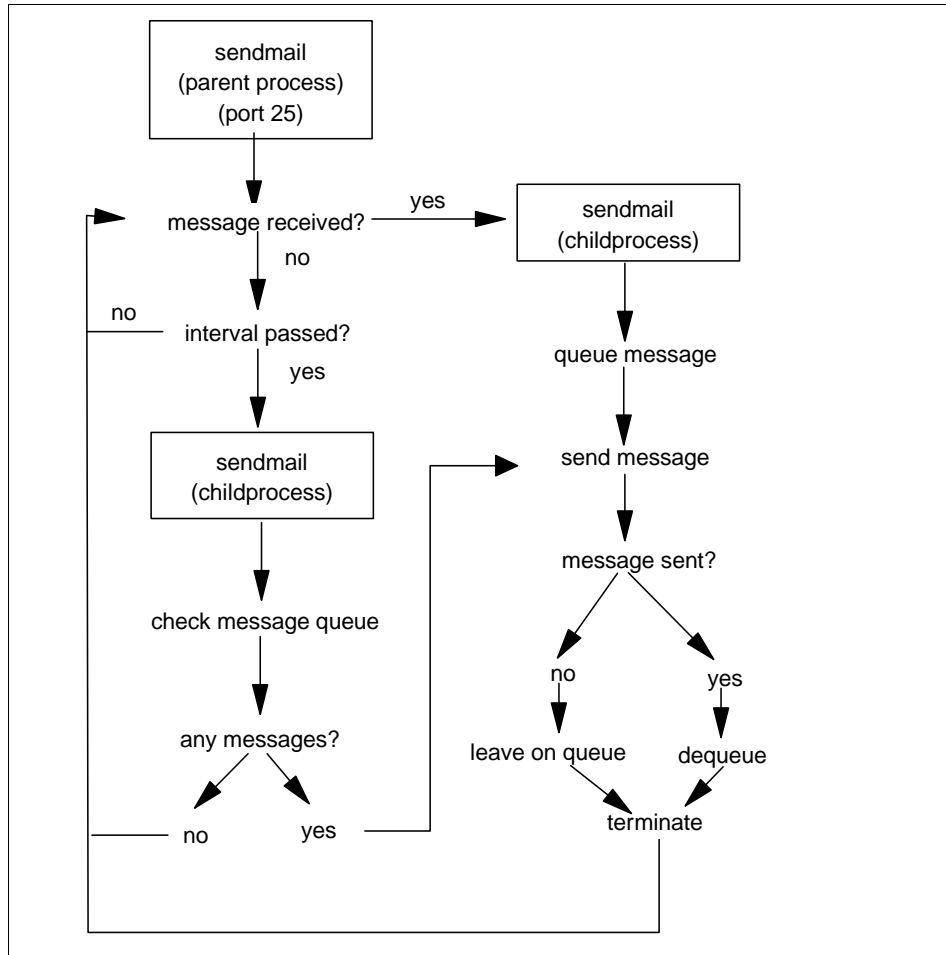 sendmail
(parent process)
(port 25)
message received?
yes
sendmail
(childprocess)
no
no
interval passed?
yes
queue message
sendmail
(childprocess)
send message
message sent?
check message queue
no
yes
any messages?
leave on queue
dequeue
no
yes
terminate